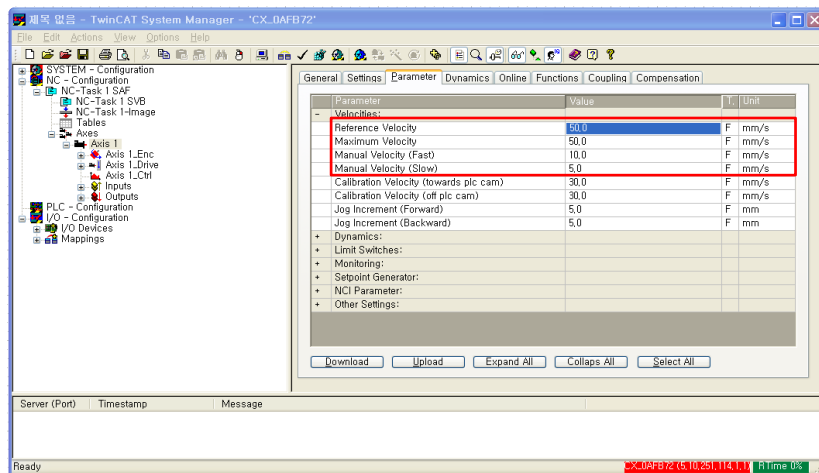 제목 없음 - TwinCAT System Manager - 'CX_0AFB72'
File Edit Actions View Options Help
SYSTEM - Configuration
NC - Configuration
NC-Task 1 SAF
NC-Task 1 SVB
NC-Task 1-Image
Tables
Axes
Axis 1
Axis 1_Enc
Axis 1_Drive
Axis 1_Ctrl
Inputs
Outputs
PLC - Configuration
I/O - Configuration
I/O Devices
Mappings
General Settings Parameter Dynamics Online Functions Coupling Compensation
Parameter Value T. Unit
- Velocities:
Reference Velocity 50,0 F mm/s
Maximum Velocity 50,0 F mm/s
Manual Velocity (Fast) 10,0 F mm/s
Manual Velocity (Slow) 5,0 F mm/s
Calibration Velocity (towards plc cam) 30,0 F mm/s
Calibration Velocity (off plc cam) 30,0 F mm/s
Jog Increment (Forward) 5,0 F mm
Jog Increment (Backward) 5,0 F mm
+ Dynamics:
+ Limit Switches:
+ Monitoring:
+ Setpoint Generator:
+ NCI Parameter:
+ Other Settings:
Download Upload Expand All Collaps All Select All
Server (Port) Timestamp Message
Ready CX_0AFB72 (5,10,251,114,1,1) RTime 0%